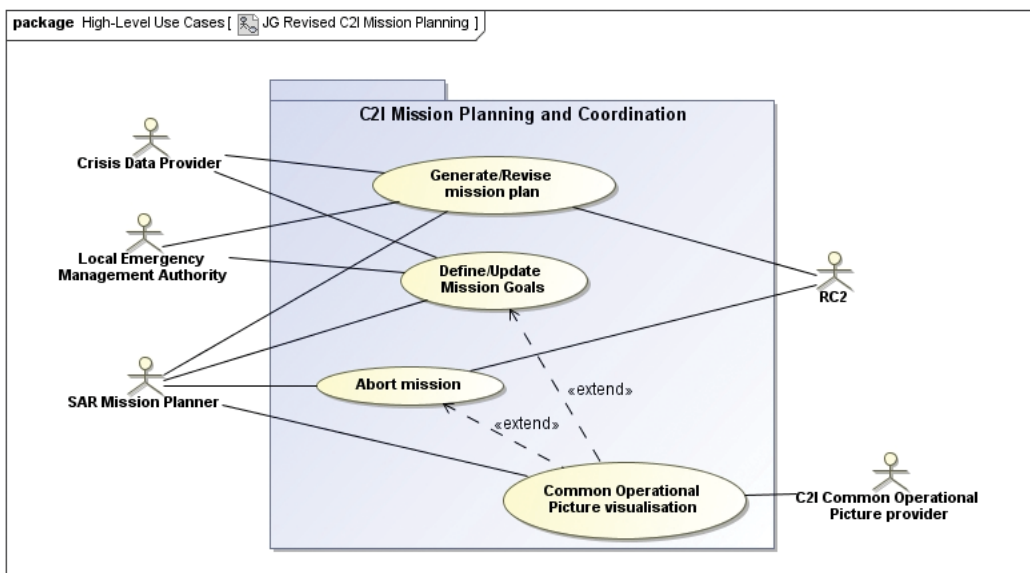 package High-Level Use Cases [ JG Revised C2I Mission Planning ]
C2I Mission Planning and Coordination
Crisis Data Provider
Generate/Revise
mission plan
Local Emergency
Management Authority
Define/Update
Mission Goals
RC2
SAR Mission Planner
Abort mission
«extend»
«extend»
Common Operational
Picture visualisation
C2I Common Operational
Picture provider